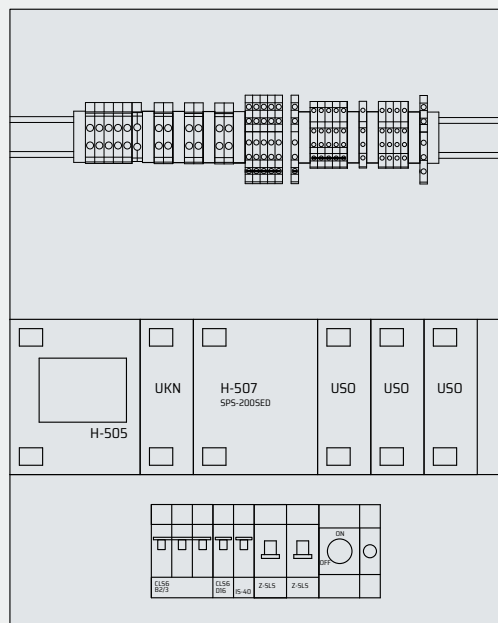 UKN
H-507
SPS-200SED
USO
USO
USO
H-505
ON
OFF
CLS6
B2/3
CLS6
D16
IS-40
Z-SLS
Z-SLS